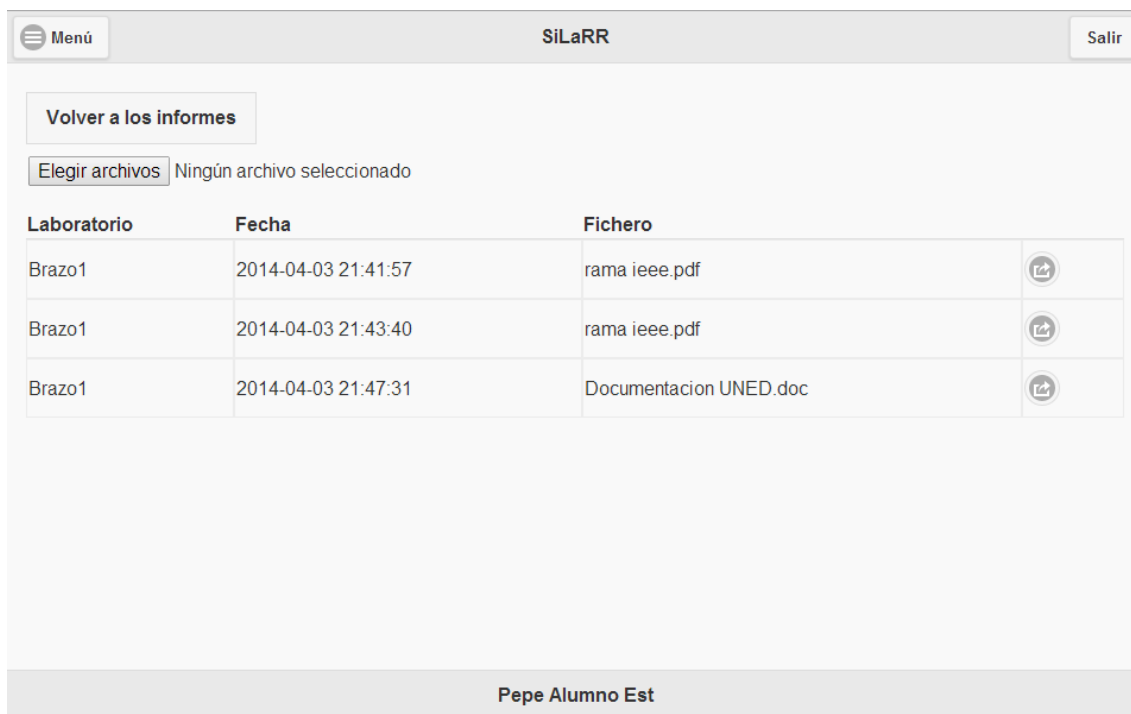 Menú SiLaRR Salir
Volver a los informes
Elegir archivos Ningún archivo seleccionado
Laboratorio Fecha Fichero
Brazo1 2014-04-03 21:41:57 rama ieee.pdf
Brazo1 2014-04-03 21:43:40 rama ieee.pdf
Brazo1 2014-04-03 21:47:31 Documentacion UNED.doc
Pepe Alumno Est